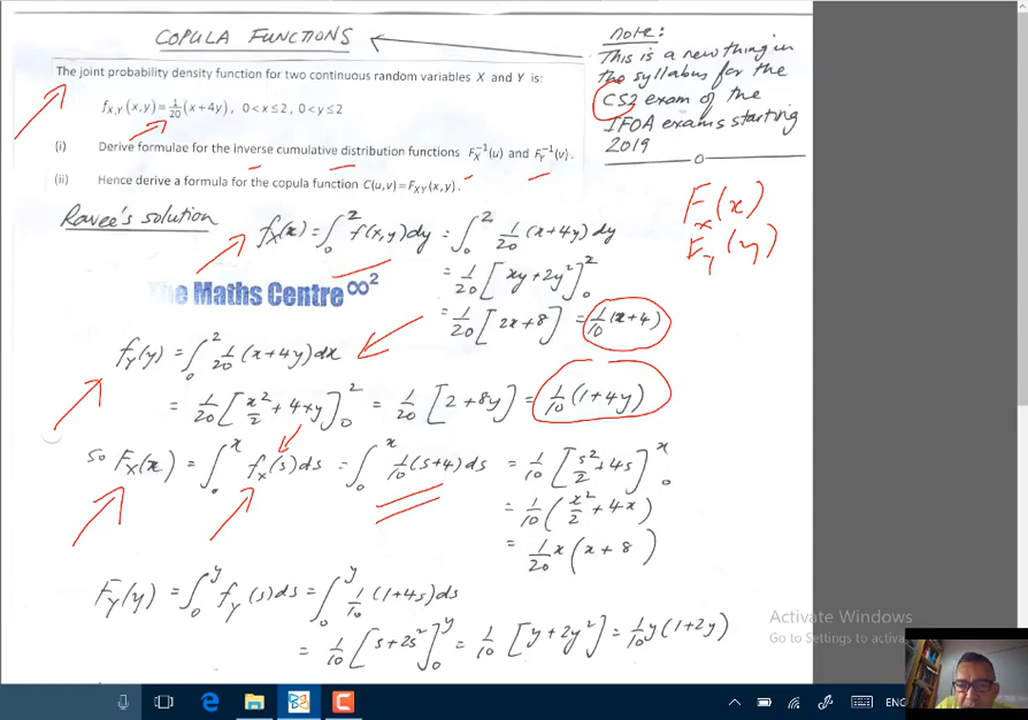 COPULA FUNCTIONS
note:
This is a new thing in
the syllabus for the
CS2 exam of the
IFOA exams starting
2019
The joint probability density function for two continuous random variables X and Y is:
f_{X,Y}(x,y) = 1/20 (x+4y), 0<x≤2, 0<y≤2
(i) Derive formulae for the inverse cumulative distribution functions F_X^{-1}(u) and F_Y^{-1}(v).
(ii) Hence derive a formula for the copula function C(u,v)=F_{XY}(x,y).
F_x(x)
F_y(y)
Ravee's solution
f_X(x) = ∫_0^2 f(x,y)dy = ∫_0^2 1/20 (x+4y) dy
= 1/20 [xy+2y²]_0^2
The Maths Centre ∞²
= 1/20 [2x+8] = 1/10 (x+4)
f_Y(y) = ∫_0^2 1/20 (x+4y) dx
= 1/20 [x²/2 + 4xy]_0^2 = 1/20 [2+8y] = 1/10 (1+4y)
so F_X(x) = ∫_0^x f_x(s)ds = ∫_0^x 1/10 (s+4) ds = 1/10 [s²/2 + 4s]_0^x
= 1/10 (x²/2 + 4x)
= 1/20 x (x+8)
F_Y(y) = ∫_0^y f_Y(s)ds = ∫_0^y 1/10 (1+4s)ds
= 1/10 [s+2s²]_0^y = 1/10 [y+2y²] = 1/10 y(1+2y)
Activate Windows
Go to Settings to activa
ENG